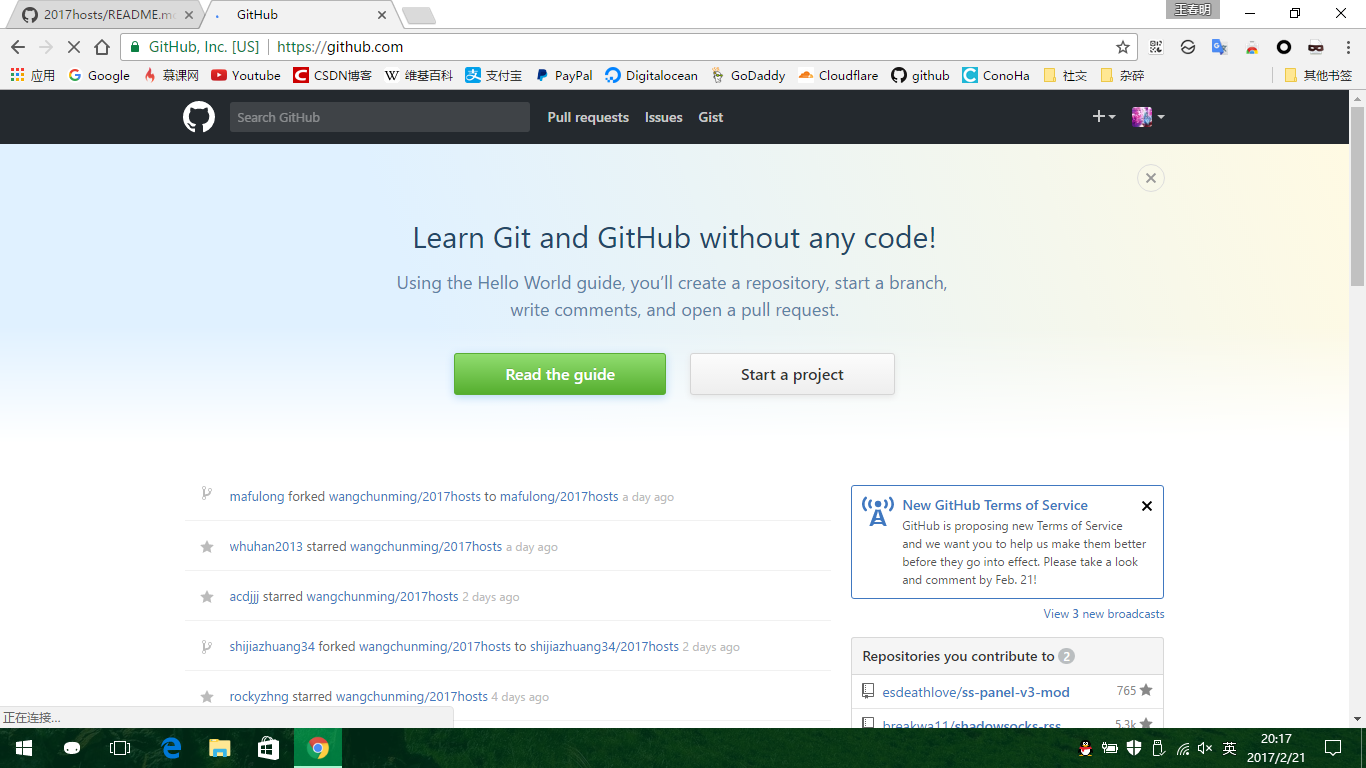 2017hosts/README.m
GitHub
王春明
GitHub, Inc. [US]
https://github.com
应用
Google
慕课网
Youtube
CSDN博客
维基百科
支付宝
PayPal
Digitalocean
GoDaddy
Cloudflare
github
ConoHa
社交
杂碎
其他书签
Search GitHub
Pull requests
Issues
Gist
Learn Git and GitHub without any code!
Using the Hello World guide, you’ll create a repository, start a branch,
write comments, and open a pull request.
Read the guide
Start a project
mafulong forked wangchunming/2017hosts to mafulong/2017hosts a day ago
whuhan2013 starred wangchunming/2017hosts a day ago
acdjjj starred wangchunming/2017hosts 2 days ago
shijiazhuang34 forked wangchunming/2017hosts to shijiazhuang34/2017hosts 2 days ago
rockyzhng starred wangchunming/2017hosts 4 days ago
New GitHub Terms of Service
GitHub is proposing new Terms of Service
and we want you to help us make them better
before they go into effect. Please take a look
and comment by Feb. 21!
View 3 new broadcasts
Repositories you contribute to 2
esdeathlove/ss-panel-v3-mod 765
breakwa11/shadowsocks-rss 5.3k
正在连接...
英
20:17
2017/2/21